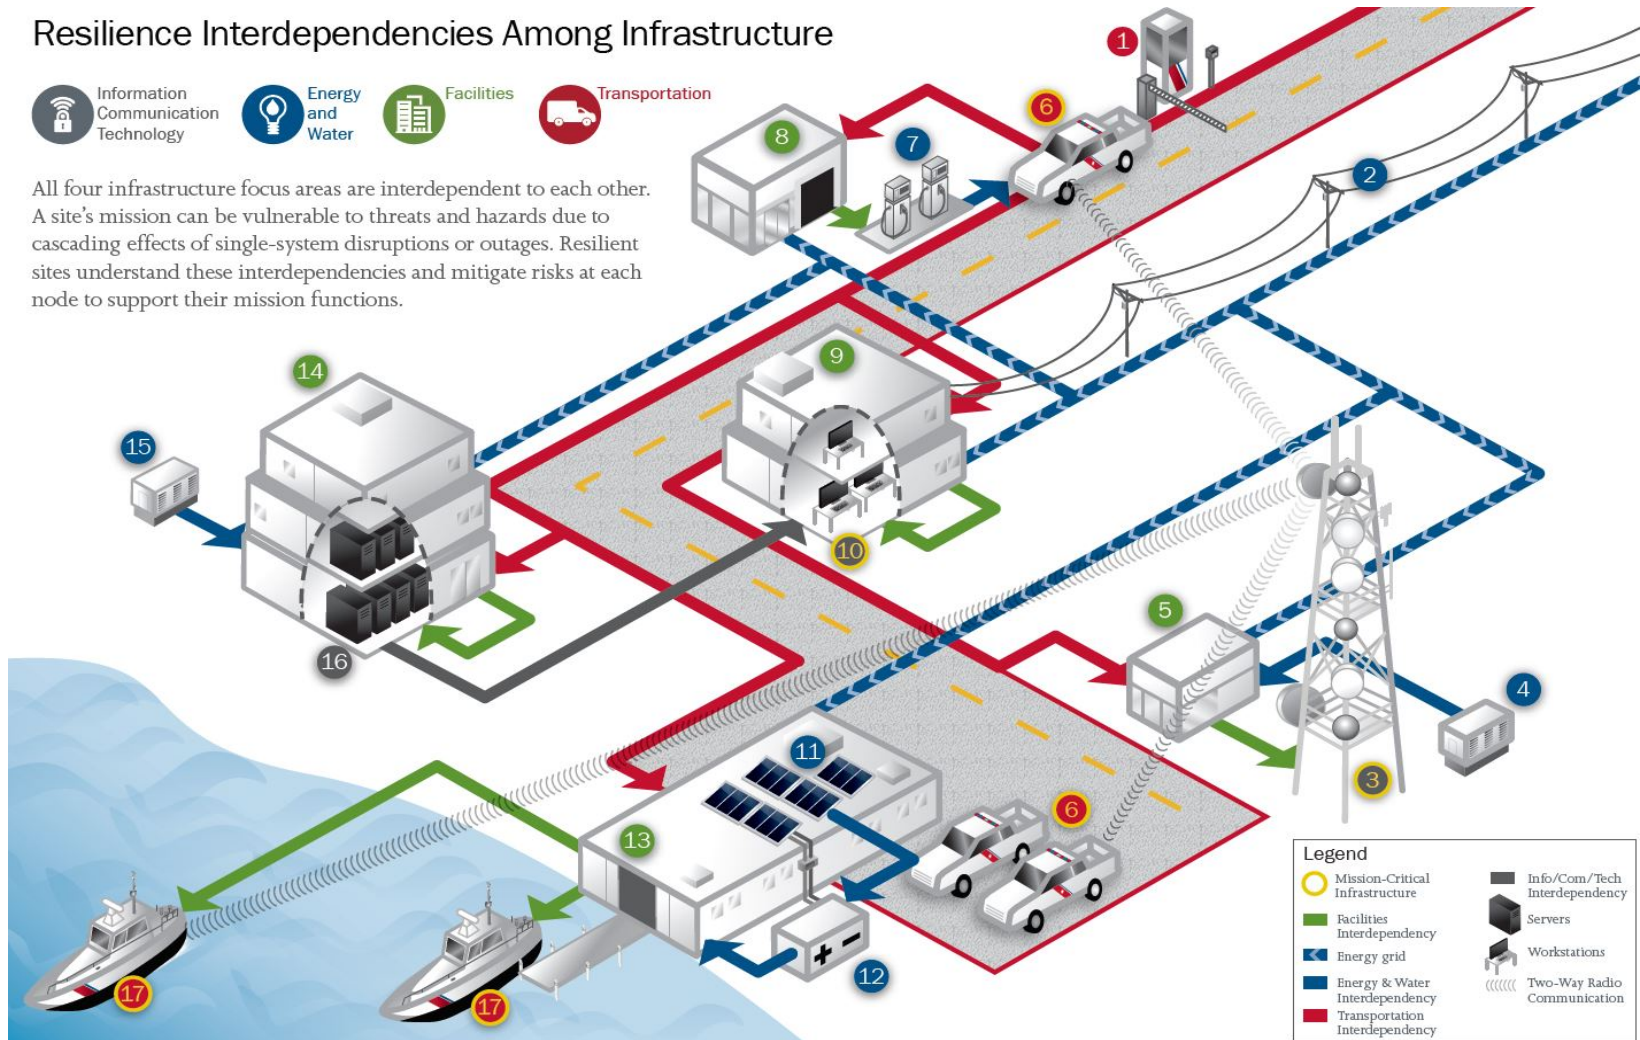 Resilience Interdependencies Among Infrastructure
Information
Communication
Technology
Energy
and
Water
Facilities
Transportation
All four infrastructure focus areas are interdependent to each other.
A site's mission can be vulnerable to threats and hazards due to
cascading effects of single-system disruptions or outages. Resilient
sites understand these interdependencies and mitigate risks at each
node to support their mission functions.
1
6
8
7
2
9
14
15
10
5
16
4
11
3
6
13
12
17
17
Legend
Mission-Critical
Infrastructure
Facilities
Interdependency
Energy grid
Energy & Water
Interdependency
Transportation
Interdependency
Info/Com/Tech
Interdependency
Servers
Workstations
Two-Way Radio
Communication